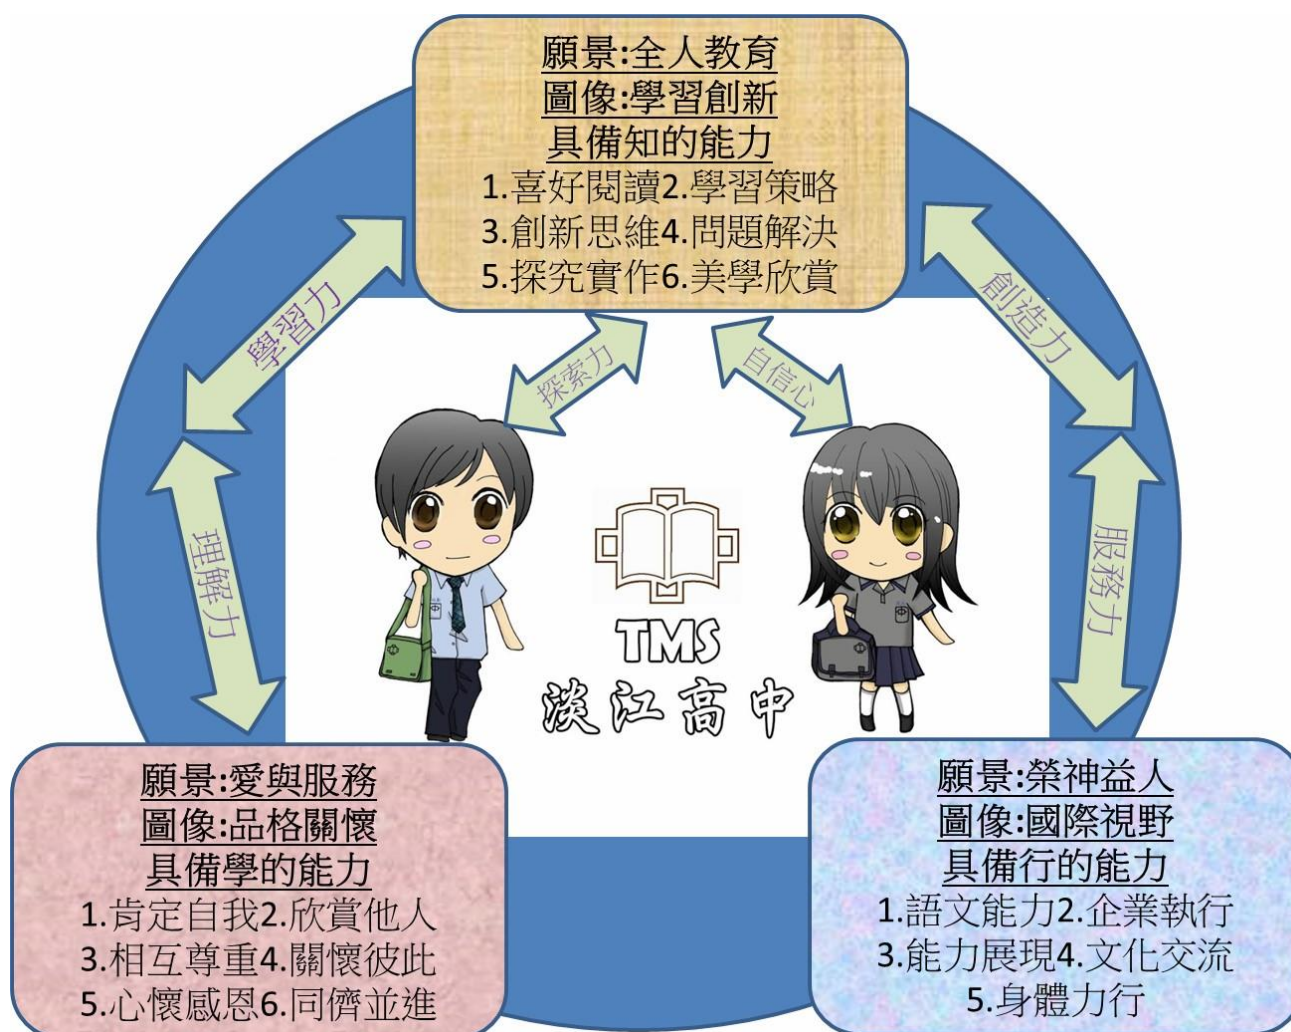 願景:全人教育
圖像:學習創新
具備知的能力
1.喜好閱讀2.學習策略
3.創新思維4.問題解決
5.探究實作6.美學欣賞
學習力
探索力
自信心
創造力
理解力
服務力
TMS
淡江高中
願景:愛與服務
圖像:品格關懷
具備學的能力
1.肯定自我2.欣賞他人
3.相互尊重4.關懷彼此
5.心懷感恩6.同儕並進
願景:榮神益人
圖像:國際視野
具備行的能力
1.語文能力2.企業執行
3.能力展現4.文化交流
5.身體力行